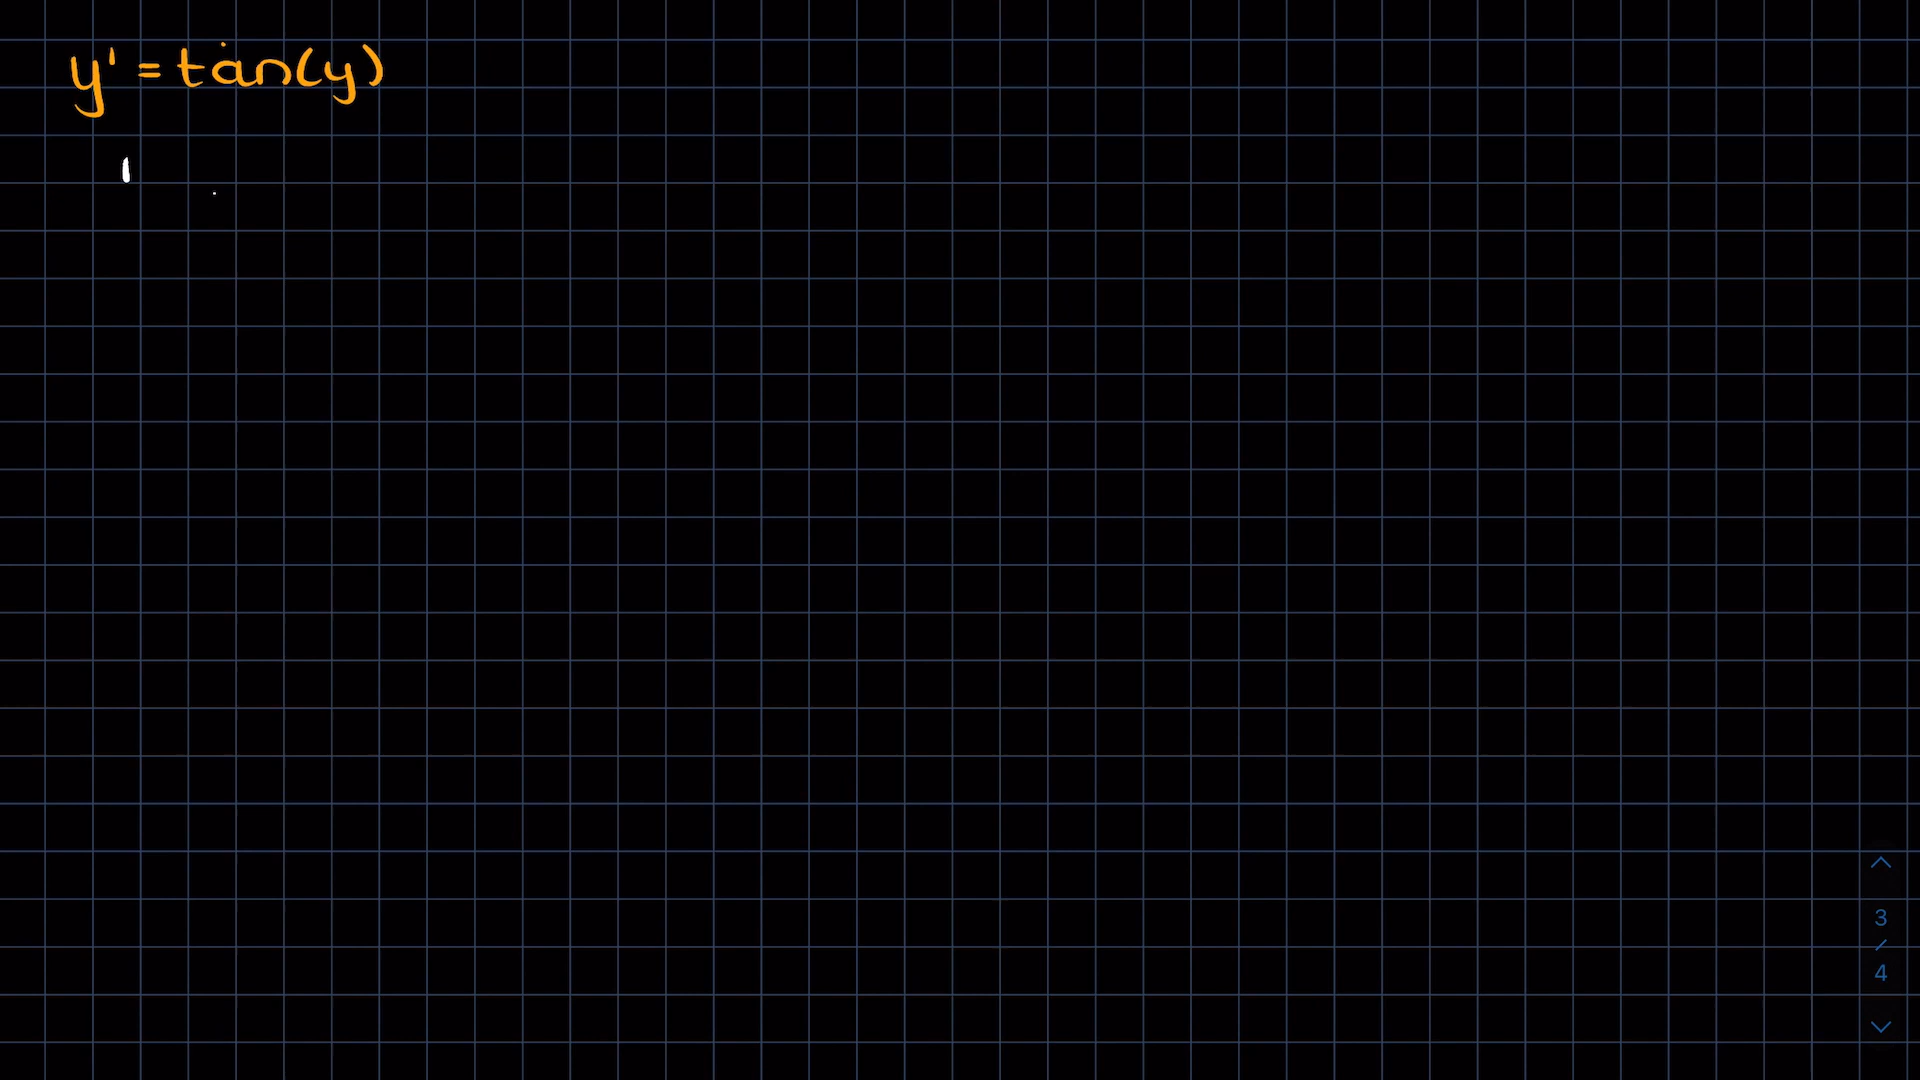 y' = tan(y)
3
/
4